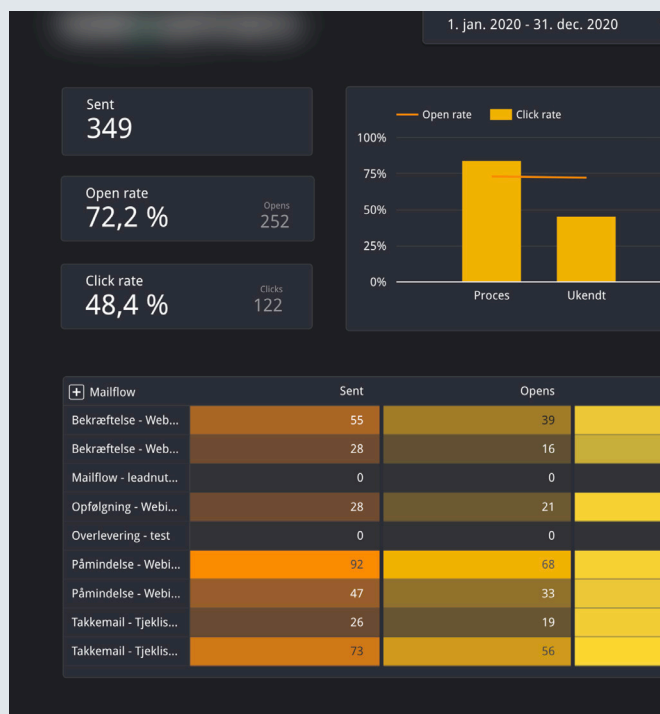 1. jan. 2020 - 31. dec. 2020
Sent
349
Open rate
72,2 %
Opens
252
Click rate
48,4 %
Clicks
122
Open rate Click rate
100%
75%
50%
25%
0%
Proces Ukendt
Mailflow Sent Opens
Bekræftelse - Web... 55 39
Bekræftelse - Web... 28 16
Mailflow - leadnut... 0 0
Opfølgning - Webi... 28 21
Overlevering - test 0 0
Påmindelse - Webi... 92 68
Påmindelse - Webi... 47 33
Takkemail - Tjeklis... 26 19
Takkemail - Tjeklis... 73 56